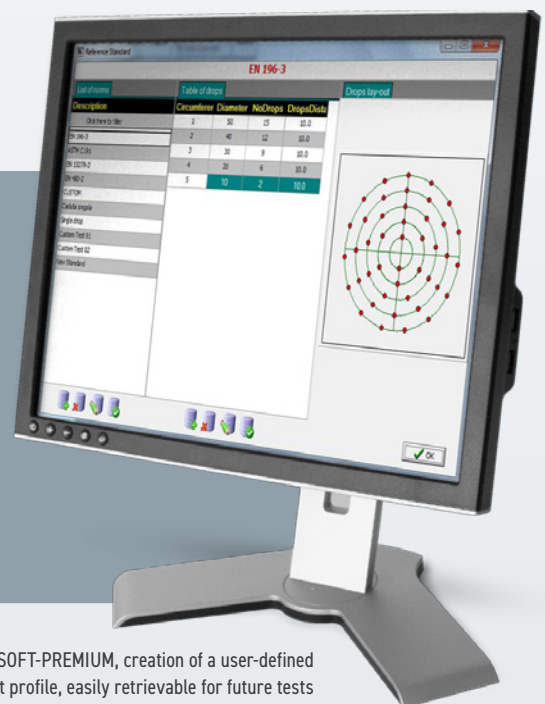 Reference Standard
EN 196-3
List of norms
Description
Click here to filter
EN 196-3
ASTM C191
EN 13279-2
EN 480-2
CUSTOM
Cedula singola
Single drop
Custom Test 01
Custom Test 02
New Standard
Table of drops
Circumferer Diameter NoDrops DropsDista
1 50 15 10.0
2 40 12 10.0
3 30 9 10.0
4 20 6 10.0
5 10 2 10.0
Drops lay-out
OK
SOFT-PREMIUM, creation of a user-defined
t profile, easily retrievable for future tests